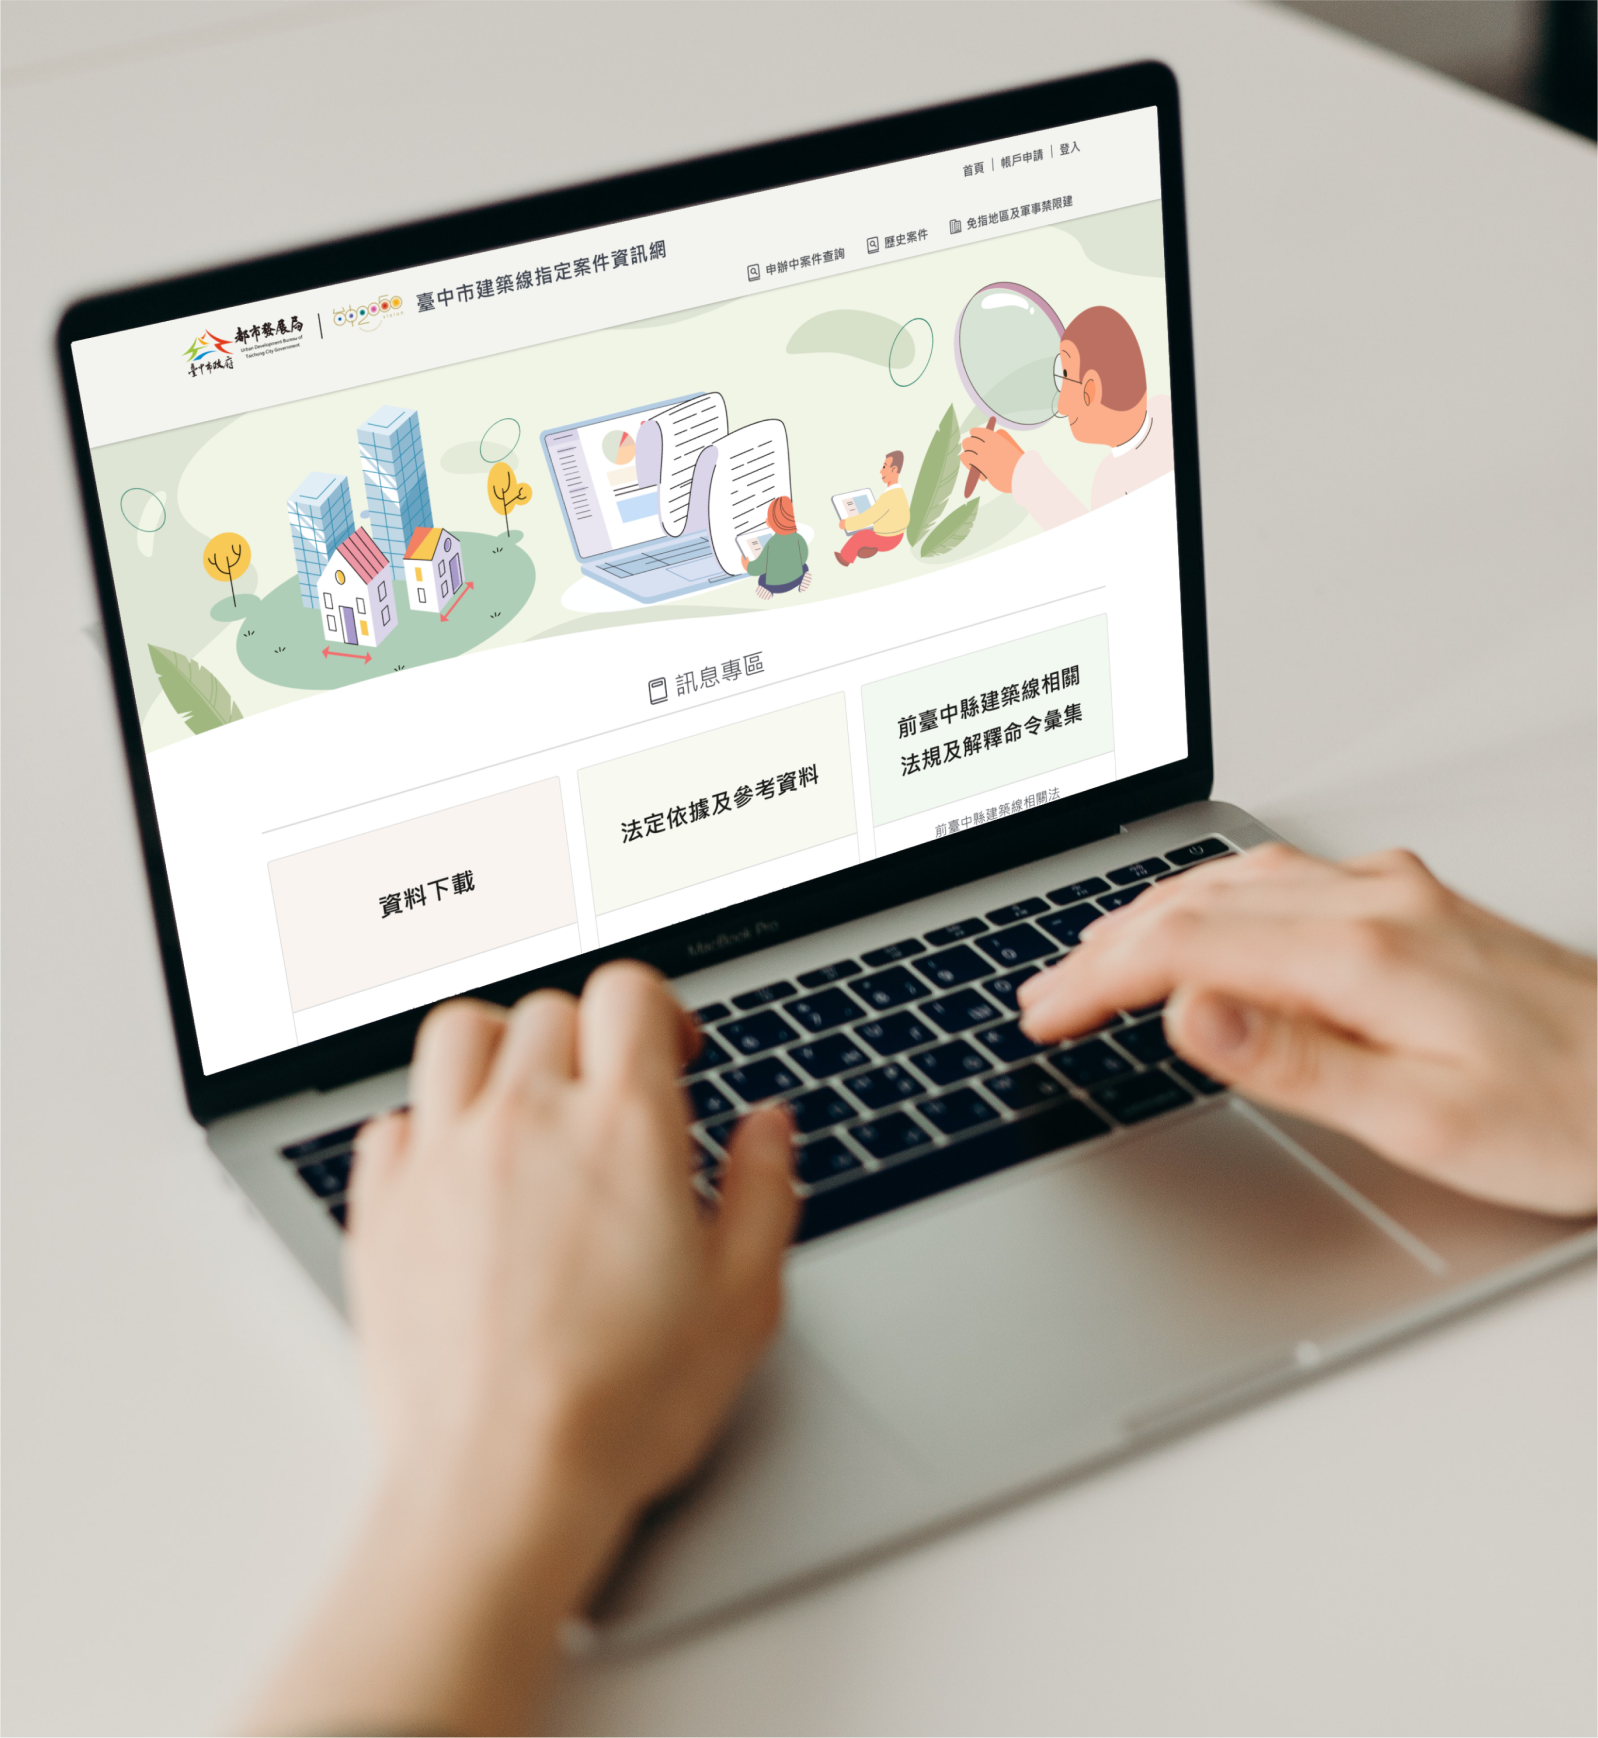 首頁 | 帳戶申請 | 登入
臺中市政府
都市發展局
Urban Development Bureau of
Taichung City Government
臺中市建築線指定案件資訊網
申辦中案件查詢
歷史案件
免指地區及軍事禁限建
訊息專區
資料下載
法定依據及參考資料
前臺中縣建築線相關
法規及解釋命令彙集
前臺中縣建築線相關法
MacBook Pro